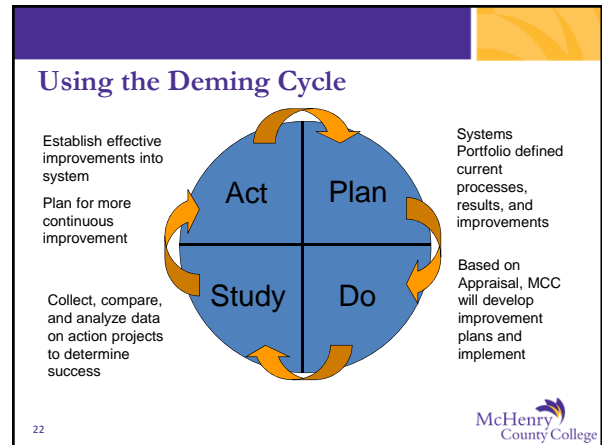 Using the Deming Cycle
Establish effective
improvements into
system
Plan for more
continuous
improvement
Act
Plan
Systems
Portfolio defined
current
processes,
results, and
improvements
Collect, compare,
and analyze data
on action projects
to determine
success
Study
Do
Based on
Appraisal, MCC
will develop
improvement
plans and
implement
22
McHenry
County College